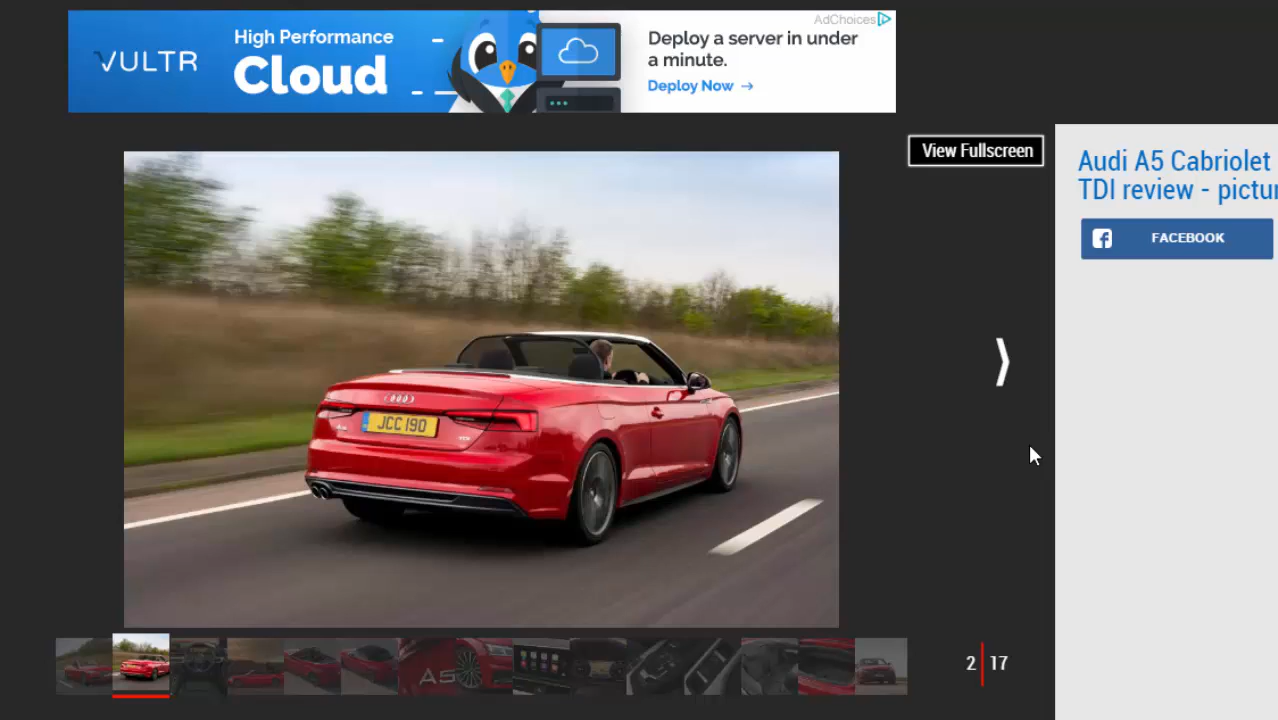 AdChoices
VULTR
High Performance
Cloud
Deploy a server in under
a minute.
Deploy Now →
View Fullscreen
Audi A5 Cabriolet
TDI review - pictur
FACEBOOK
JCC 190
A5
2 | 17